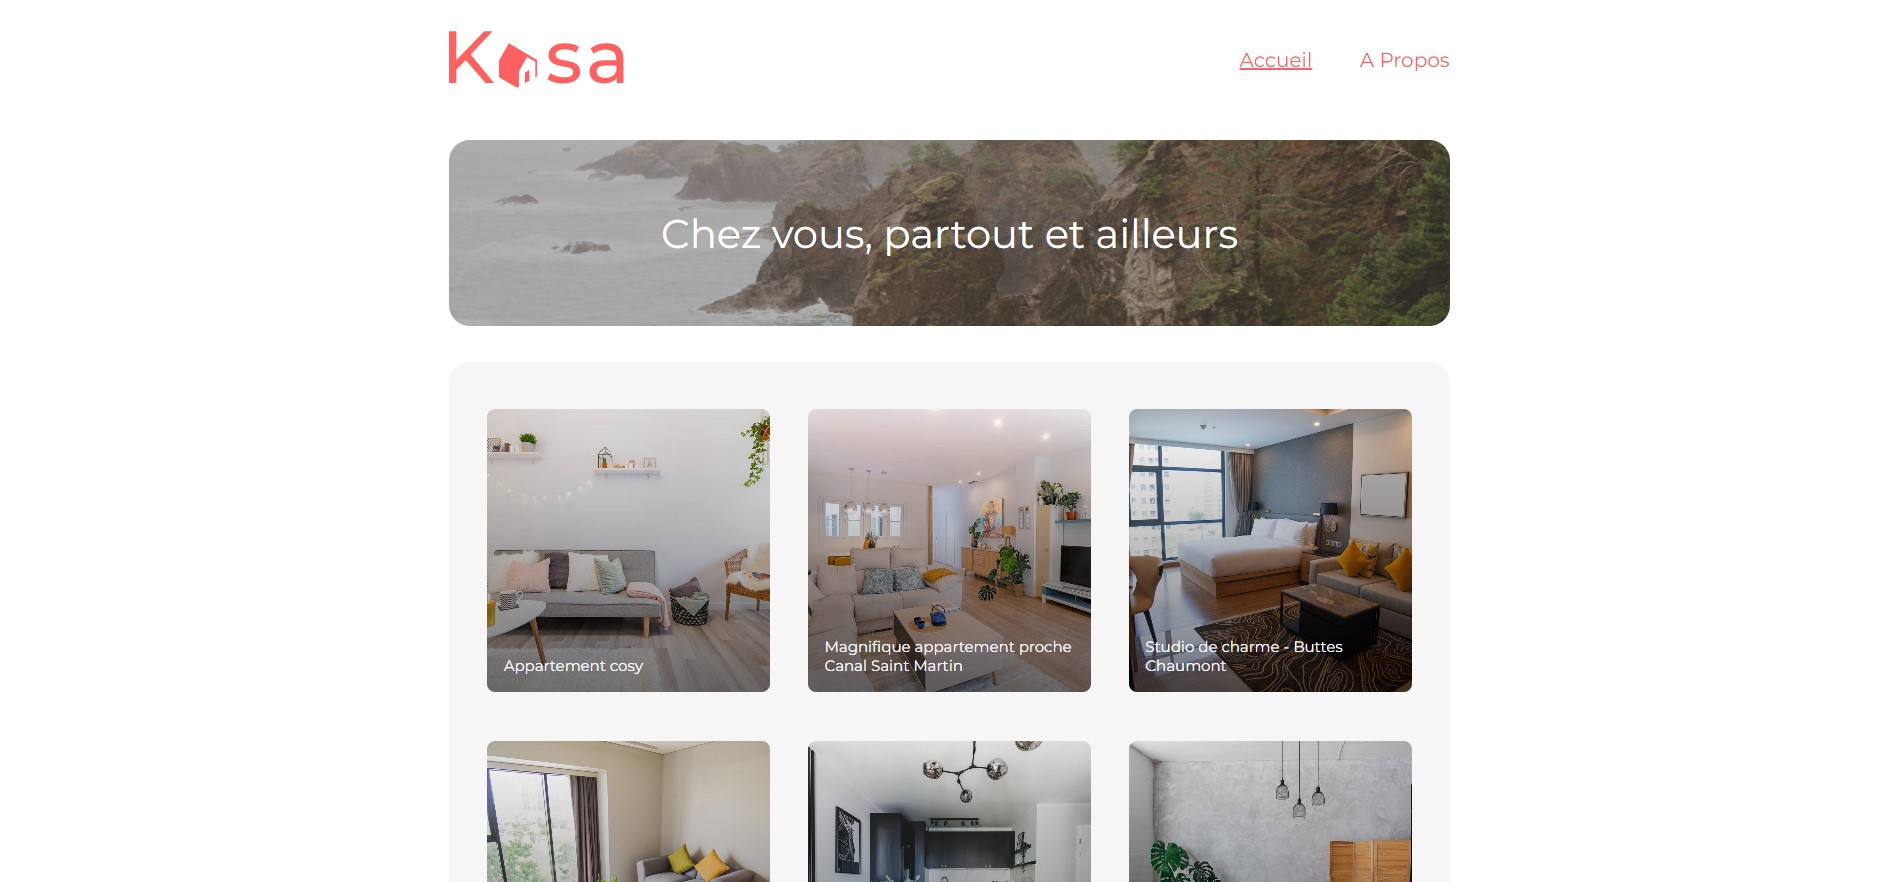 Kasa
Accueil
A Propos
Chez vous, partout et ailleurs
Appartement cosy
Magnifique appartement proche
Canal Saint Martin
Studio de charme - Buttes
Chaumont